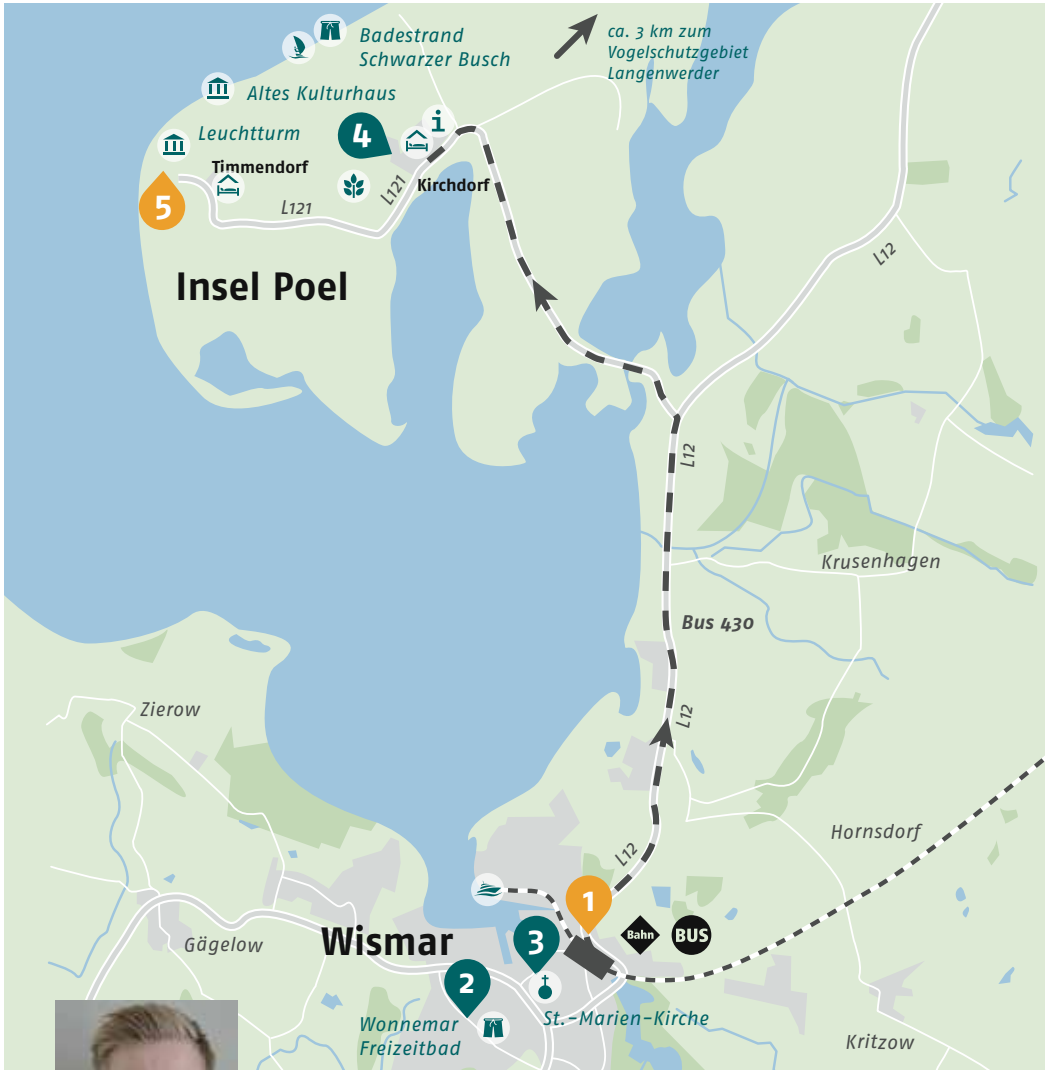 Badestrand
Schwarzer Busch
ca. 3 km zum
Vogelschutzgebiet
Langenwerder
Altes Kulturhaus
Leuchtturm
4
i
Timmendorf
Kirchdorf
5
L121
L121
Insel Poel
L12
L12
Krusenhagen
Bus 430
Zierow
L12
Hornsdorf
L12
1
Bahn
BUS
Gägelow
Wismar
3
2
Wonnemar
Freizeitbad
St.-Marien-Kirche
Kritzow